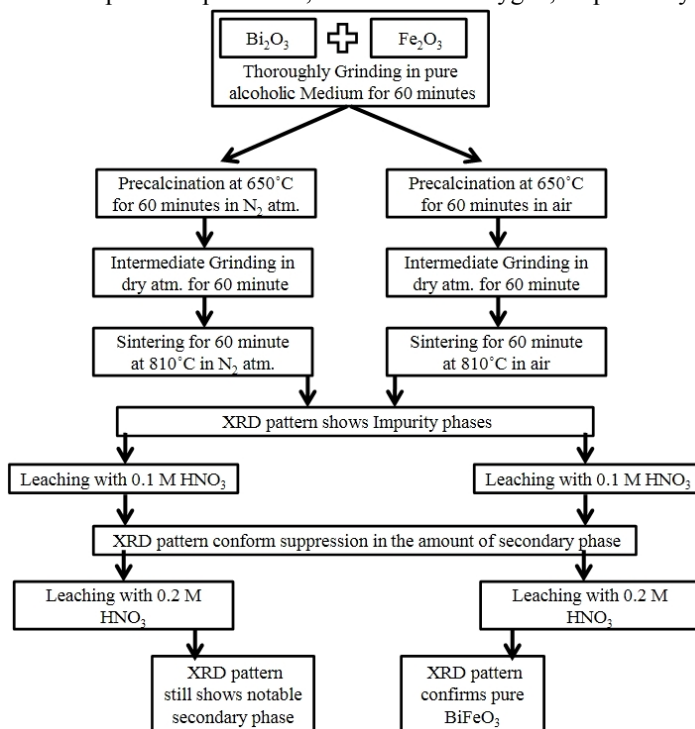 Bi₂O₃ Fe₂O₃
Thoroughly Grinding in pure
alcoholic Medium for 60 minutes
Precalcination at 650˚C
for 60 minutes in N₂ atm.
Precalcination at 650˚C
for 60 minutes in air
Intermediate Grinding in
dry atm. for 60 minute
Intermediate Grinding in
dry atm. for 60 minute
Sintering for 60 minute
at 810˚C in N₂ atm.
Sintering for 60 minute
at 810˚C in air
XRD pattern shows Impurity phases
Leaching with 0.1 M HNO₃
Leaching with 0.1 M HNO₃
XRD pattern conform suppression in the amount of secondary phase
Leaching with 0.2 M
HNO₃
Leaching with 0.2 M
HNO₃
XRD pattern
still shows notable
secondary phase
XRD pattern
confirms pure
BiFeO₃